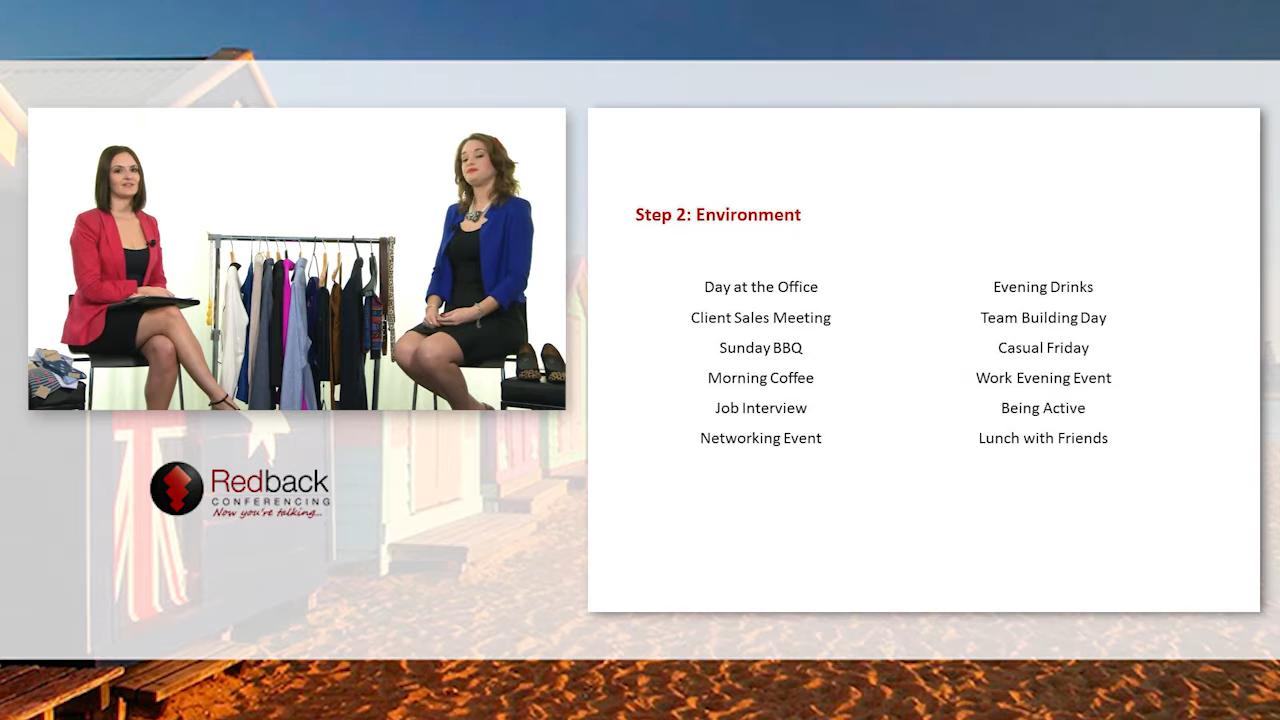 Step 2: Environment
Day at the Office
Client Sales Meeting
Sunday BBQ
Morning Coffee
Job Interview
Networking Event
Evening Drinks
Team Building Day
Casual Friday
Work Evening Event
Being Active
Lunch with Friends
Redback
CONFERENCING
Now you're talking...